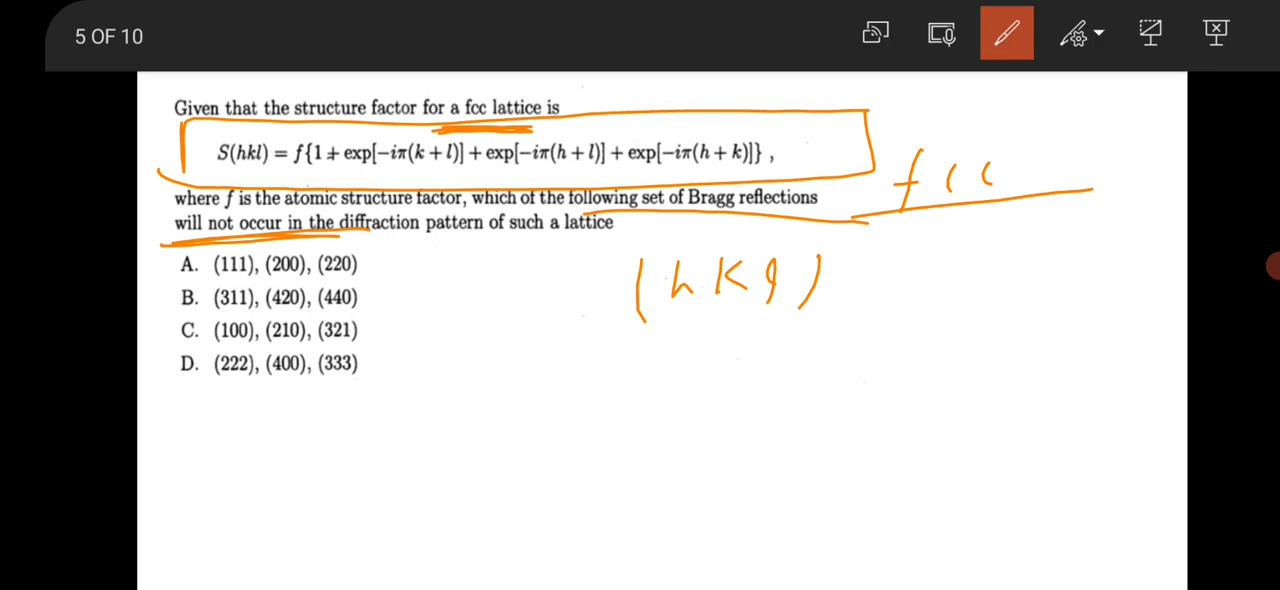 5 OF 10
Given that the structure factor for a fcc lattice is
S(hkl) = f{1 + exp[−iπ(k + l)] + exp[−iπ(h + l)] + exp[−iπ(h + k)]} ,
fcc
where f is the atomic structure factor, which of the following set of Bragg reflections
will not occur in the diffraction pattern of such a lattice
(hkl)
A. (111), (200), (220)
B. (311), (420), (440)
C. (100), (210), (321)
D. (222), (400), (333)